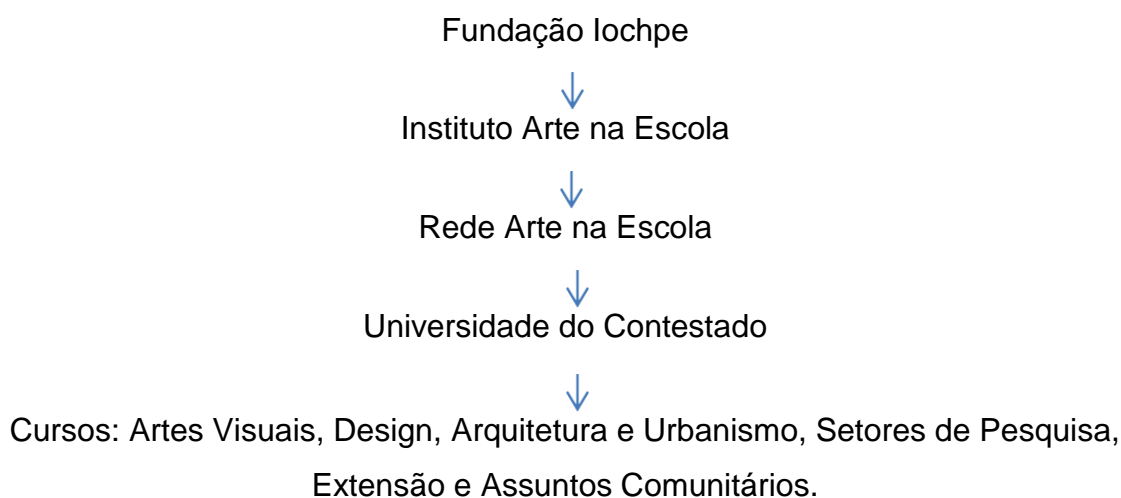 Fundação Iochpe
Instituto Arte na Escola
Rede Arte na Escola
Universidade do Contestado
Cursos: Artes Visuais, Design, Arquitetura e Urbanismo, Setores de Pesquisa,
Extensão e Assuntos Comunitários.